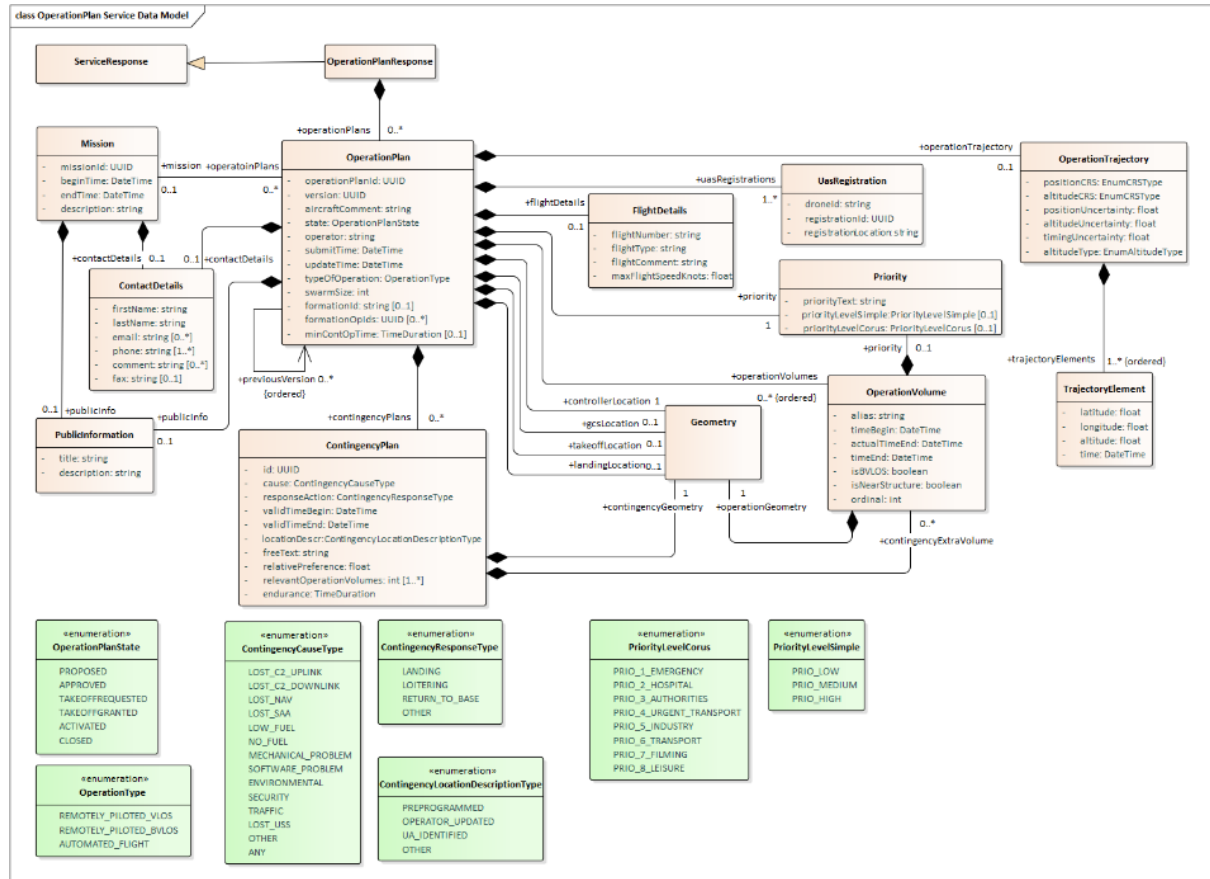 class OperationPlan Service Data Model
ServiceResponse
OperationPlanResponse
+operationPlans 0..*
Mission
- missionId: UUID
- beginTime: DateTime
- endTime: DateTime
- description: string
+mission +operatoinPlans
0..1 0..*
OperationPlan
- operationPlanId: UUID
- version: UUID
- aircraftComment: string
- state: OperationPlanState
- operator: string
- submitTime: DateTime
- updateTime: DateTime
- typeOfOperation: OperationType
- swarmSize: int
- formationId: string [0..1]
- formationOpIds: UUID [0..*]
- minContOpTime: TimeDuration [0..1]
+operationTrajectory
0..1
OperationTrajectory
- positionCRS: EnumCRSType
- altitudeCRS: EnumCRSType
- positionUncertainty: float
- altitudeUncertainty: float
- timingUncertainty: float
- altitudeType: EnumAltitudeType
+uasRegistrations
1..*
UasRegistration
- droneId: string
- registrationId: UUID
- registrationLocation: string
+flightDetails
0..1
FlightDetails
- flightNumber: string
- flightType: string
- flightComment: string
- maxFlightSpeedKnots: float
+contactDetails 0..1
0..1 +contactDetails
ContactDetails
- firstName: string
- lastName: string
- email: string [0..*]
- phone: string [1..*]
- comment: string [0..*]
- fax: string [0..1]
+priority
1
Priority
- priorityText: string
- priorityLevelSimple: PriorityLevelSimple [0..1]
- priorityLevelCorus: PriorityLevelCorus [0..1]
+priority 0..1
+trajectoryElements
1..* {ordered}
TrajectoryElement
- latitude: float
- longitude: float
- altitude: float
- time: DateTime
+previousVersion 0..*
{ordered}
+operationVolumes
0..* {ordered}
OperationVolume
- alias: string
- timeBegin: DateTime
- actualTimeEnd: DateTime
- timeEnd: DateTime
- isBVLOS: boolean
- isNearStructure: boolean
- ordinal: int
0..1 +publicInfo
+publicInfo
0..1
PublicInformation
- title: string
- description: string
+contingencyPlans 0..*
+controllerLocation 1
+gcsLocation 0..1
+takeoffLocation 0..1
+landingLocation 0..1
Geometry
ContingencyPlan
- id: UUID
- cause: ContingencyCauseType
- responseAction: ContingencyResponseType
- validTimeBegin: DateTime
- validTimeEnd: DateTime
- locationDescr:ContingencyLocationDescriptionType
- freeText: string
- relativePreference: float
- relevantOperationVolumes: int [1..*]
- endurance: TimeDuration
1
+contingencyGeometry
1
+operationGeometry
0..*
+contingencyExtraVolume
«enumeration»
OperationPlanState
PROPOSED
APPROVED
TAKEOFFREQUESTED
TAKEOFFGRANTED
ACTIVATED
CLOSED
«enumeration»
OperationType
REMOTELY_PILOTED_VLOS
REMOTELY_PILOTED_BVLOS
AUTOMATED_FLIGHT
«enumeration»
ContingencyCauseType
LOST_C2_UPLINK
LOST_C2_DOWNLINK
LOST_NAV
LOST_SAA
LOW_FUEL
NO_FUEL
MECHANICAL_PROBLEM
SOFTWARE_PROBLEM
ENVIRONMENTAL
SECURITY
TRAFFIC
LOST_USS
OTHER
ANY
«enumeration»
ContingencyResponseType
LANDING
LOITERING
RETURN_TO_BASE
OTHER
«enumeration»
ContingencyLocationDescriptionType
PREPROGRAMMED
OPERATOR_UPDATED
UA_IDENTIFIED
OTHER
«enumeration»
PriorityLevelCorus
PRIO_1_EMERGENCY
PRIO_2_HOSPITAL
PRIO_3_AUTHORITIES
PRIO_4_URGENT_TRANSPORT
PRIO_5_INDUSTRY
PRIO_6_TRANSPORT
PRIO_7_FILMING
PRIO_8_LEISURE
«enumeration»
PriorityLevelSimple
PRIO_LOW
PRIO_MEDIUM
PRIO_HIGH